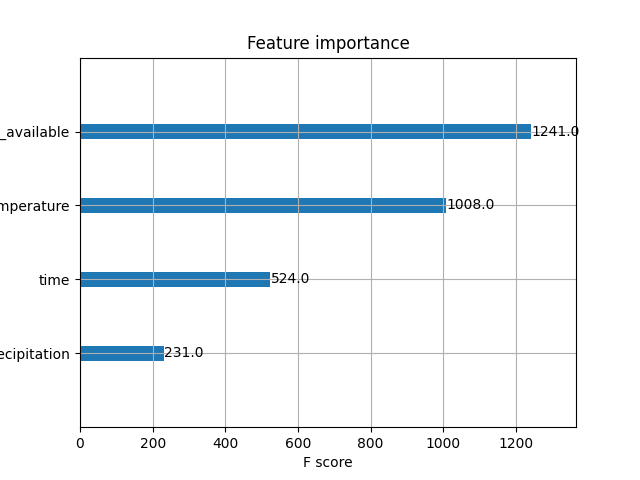 Feature importance
_available
1241.0
mperature
1008.0
time
524.0
ecipitation
231.0
0 200 400 600 800 1000 1200
F score